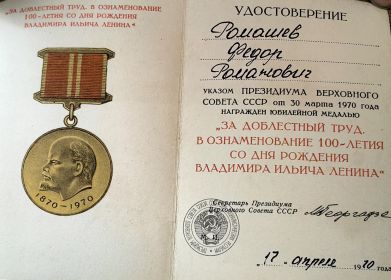 "ЗА ДОБЛЕСТНЫЙ ТРУД. В ОЗНАМЕНОВАНИЕ
100-ЛЕТИЯ СО ДНЯ РОЖДЕНИЯ
ВЛАДИМИРА ИЛЬИЧА ЛЕНИНА"
1870-1970
УДОСТОВЕРЕНИЕ
Ромашев
Федор
Романович
УКАЗОМ ПРЕЗИДИУМА ВЕРХОВНОГО
СОВЕТА СССР от 30 марта 1970 года
НАГРАЖДЕН ЮБИЛЕЙНОЙ МЕДАЛЬЮ
"ЗА ДОБЛЕСТНЫЙ ТРУД.
В ОЗНАМЕНОВАНИЕ 100-ЛЕТИЯ
СО ДНЯ РОЖДЕНИЯ
ВЛАДИМИРА ИЛЬИЧА ЛЕНИНА"
Секретарь Президиума
Верховного Совета СССР
М. Георгадзе
М. П.
17 апреля 1970 года